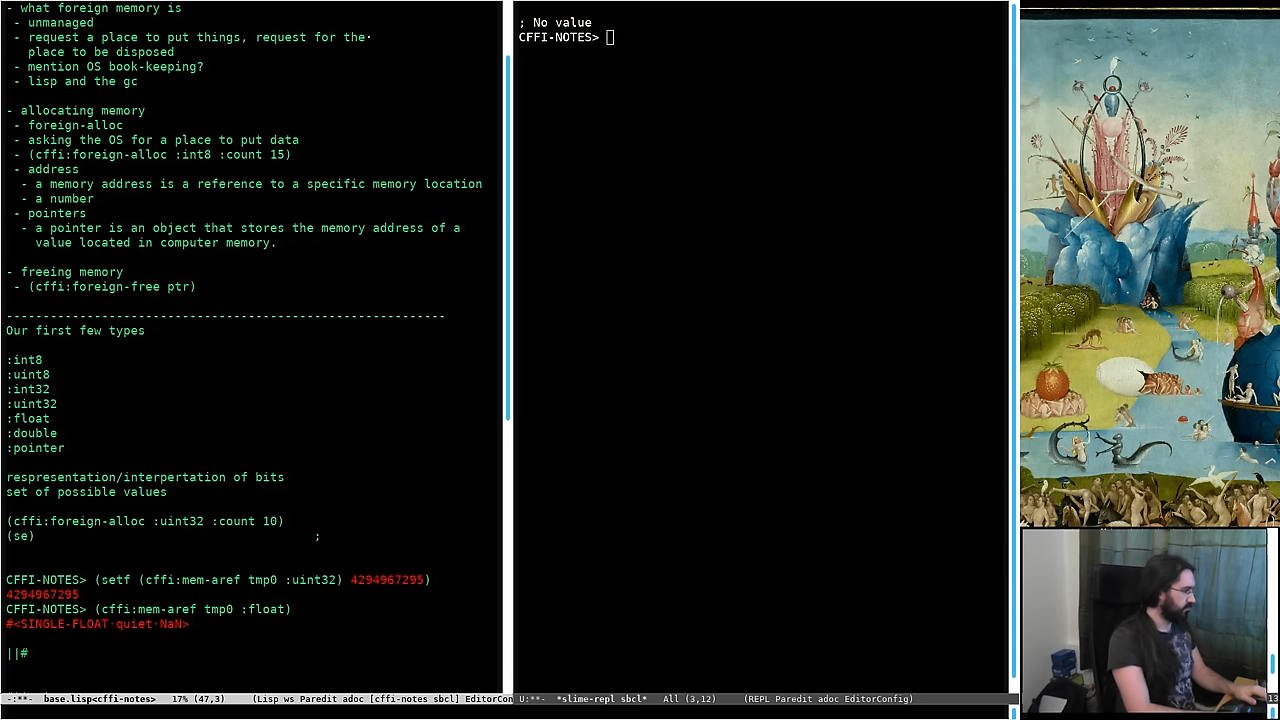 - what foreign memory is
- unmanaged
- request a place to put things, request for the·
place to be disposed
- mention OS book-keeping?
- lisp and the gc
- allocating memory
- foreign-alloc
- asking the OS for a place to put data
- (cffi:foreign-alloc :int8 :count 15)
- address
- a memory address is a reference to a specific memory location
- a number
- pointers
- a pointer is an object that stores the memory address of a
value located in computer memory.
- freeing memory
- (cffi:foreign-free ptr)
------------------------------------------------------------
Our first few types
:int8
:uint8
:int32
:uint32
:float
:double
:pointer
respresentation/interpertation of bits
set of possible values
(cffi:foreign-alloc :uint32 :count 10)
(se) ;
CFFI-NOTES> (setf (cffi:mem-aref tmp0 :uint32) 4294967295)
4294967295
CFFI-NOTES> (cffi:mem-aref tmp0 :float)
#<SINGLE-FLOAT·quiet·NaN>
||#
-:**- base.lisp<cffi-notes> 17% (47,3) (Lisp ws Paredit adoc [cffi-notes sbcl] EditorCon
; No value
CFFI-NOTES>
U:**- *slime-repl sbcl* All (3,12) (REPL Paredit adoc EditorConfig)